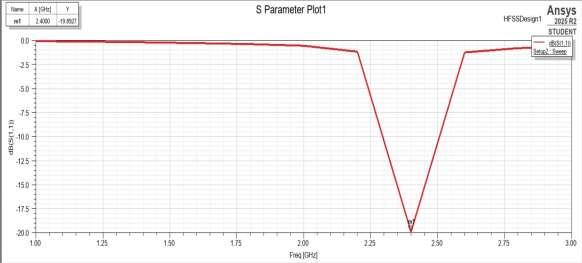 S Parameter Plot1
HFSSDesign1
Ansys
2025 R2
STUDENT
Name X [GHz] Y
m1 2.4000 -19.8927
dB(S(1,1))
Setup2 : Sweep
0.0
-2.5
-5.0
-7.5
-10.0
-12.5
-15.0
-17.5
-20.0
dB(S(1,1))
m1
1.00 1.25 1.50 1.75 2.00 2.25 2.50 2.75 3.00
Freq [GHz]